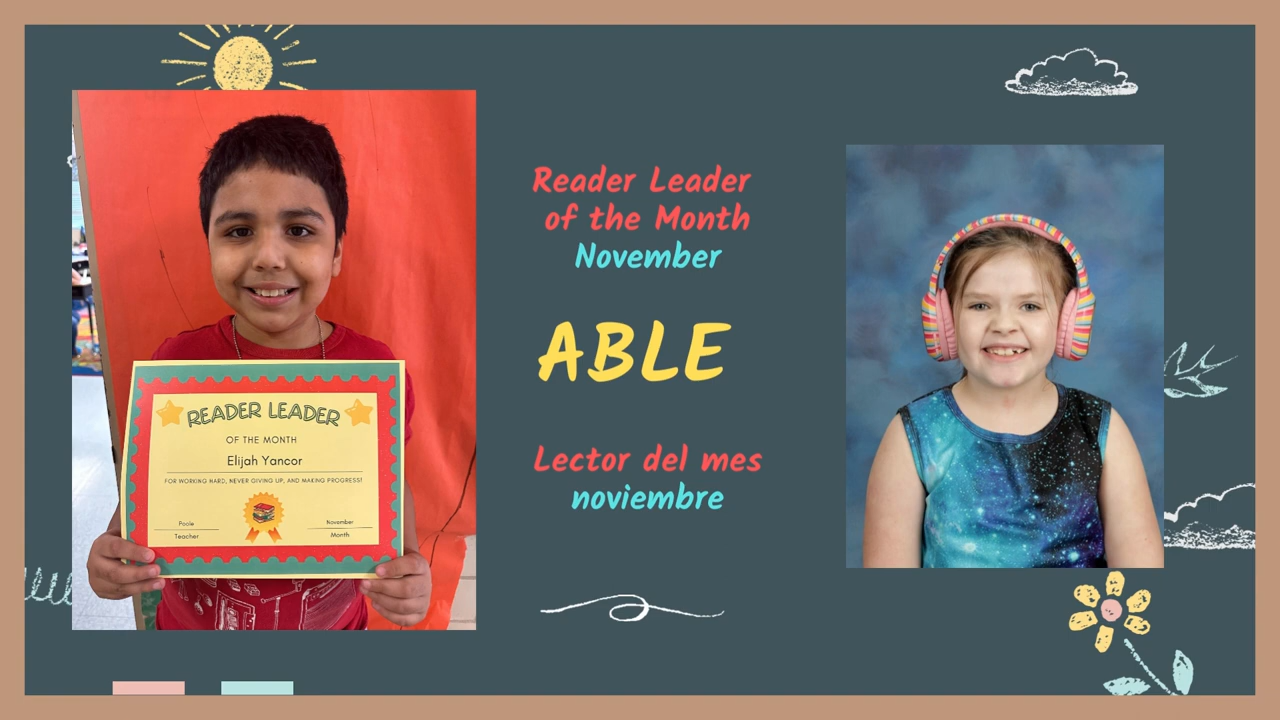 READER LEADER
OF THE MONTH
Elijah Yancor
FOR WORKING HARD, NEVER GIVING UP, AND MAKING PROGRESS!
Poole
Teacher
November
Month
Reader Leader
of the Month
November
ABLE
Lector del mes
noviembre